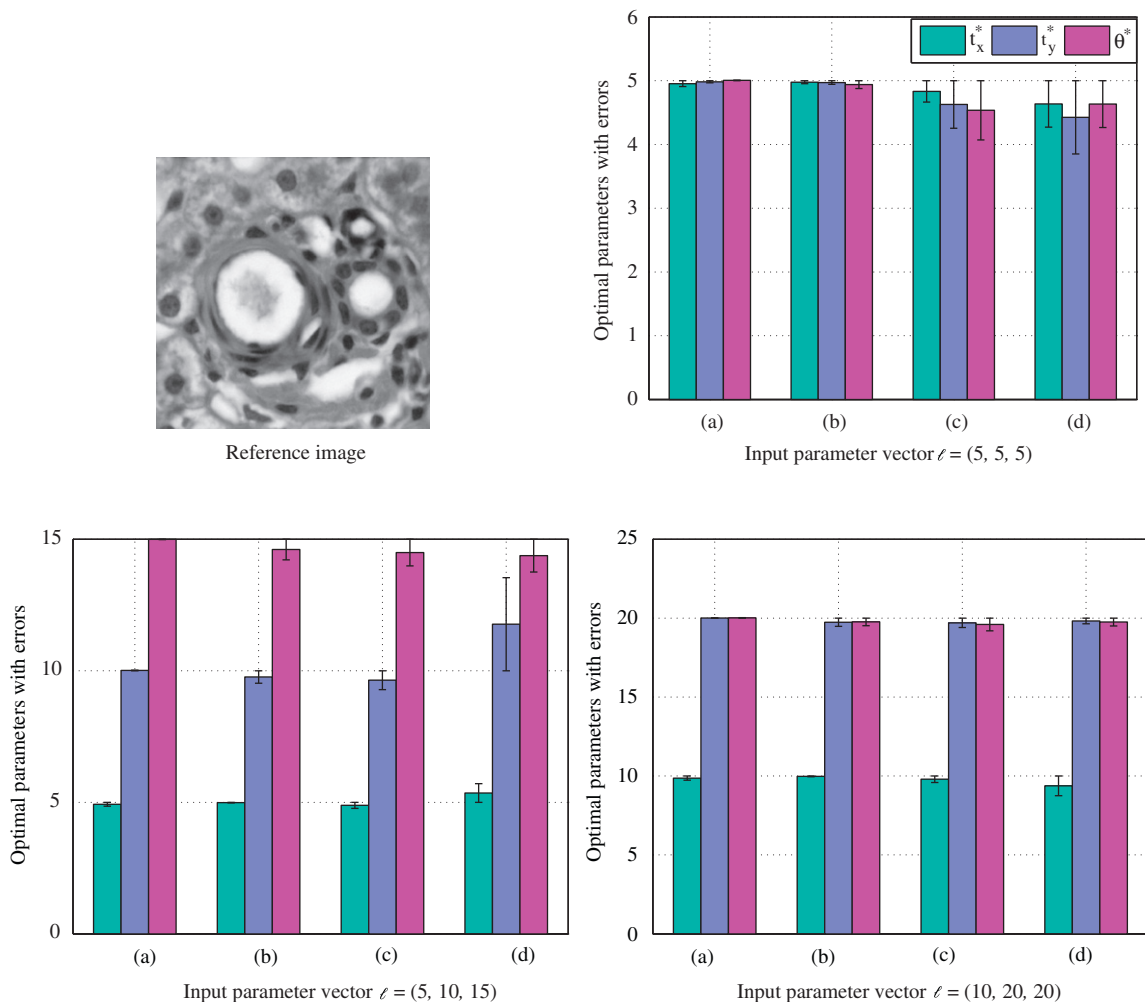 6
5
4
3
2
1
0
Optimal parameters with errors
t*x t*y θ*
(a) (b) (c) (d)
Input parameter vector ℓ = (5, 5, 5)
Reference image
15
10
5
0
Optimal parameters with errors
(a) (b) (c) (d)
Input parameter vector ℓ = (5, 10, 15)
25
20
15
10
5
0
Optimal parameters with errors
(a) (b) (c) (d)
Input parameter vector ℓ = (10, 20, 20)